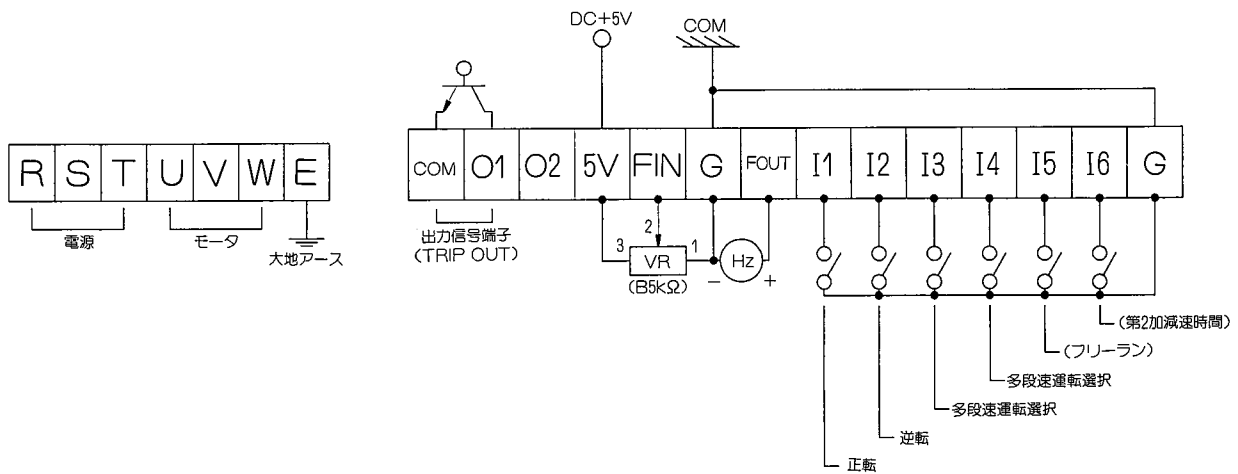 DC+5V
COM
R S T U V W E
電源
モータ
大地アース
COM O1 O2 5V FIN G FOUT I1 I2 I3 I4 I5 I6 G
出力信号端子
(TRIP OUT)
3
2
1
VR
(B5kΩ)
Hz
−
+
(第2加減速時間)
(フリーラン)
多段速運転選択
多段速運転選択
逆転
正転